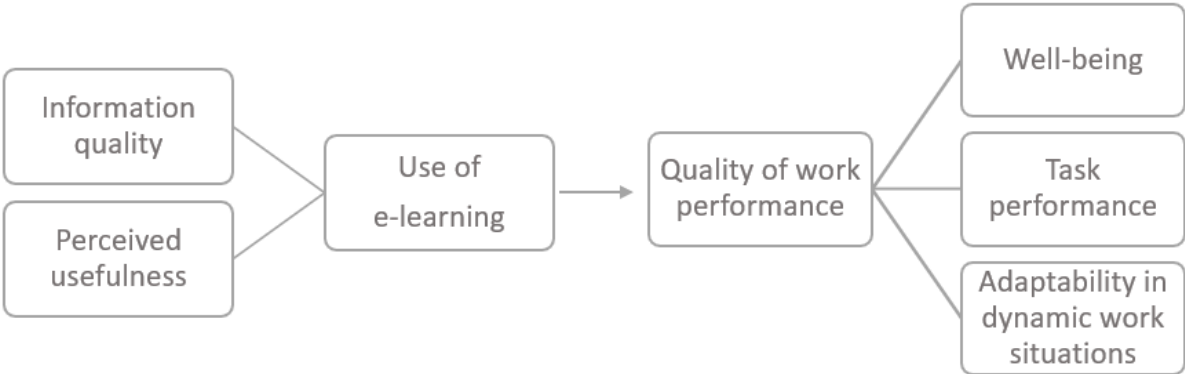 Information
quality
Perceived
usefulness
Use of
e-learning
Quality of work
performance
Well-being
Task
performance
Adaptability in
dynamic work
situations